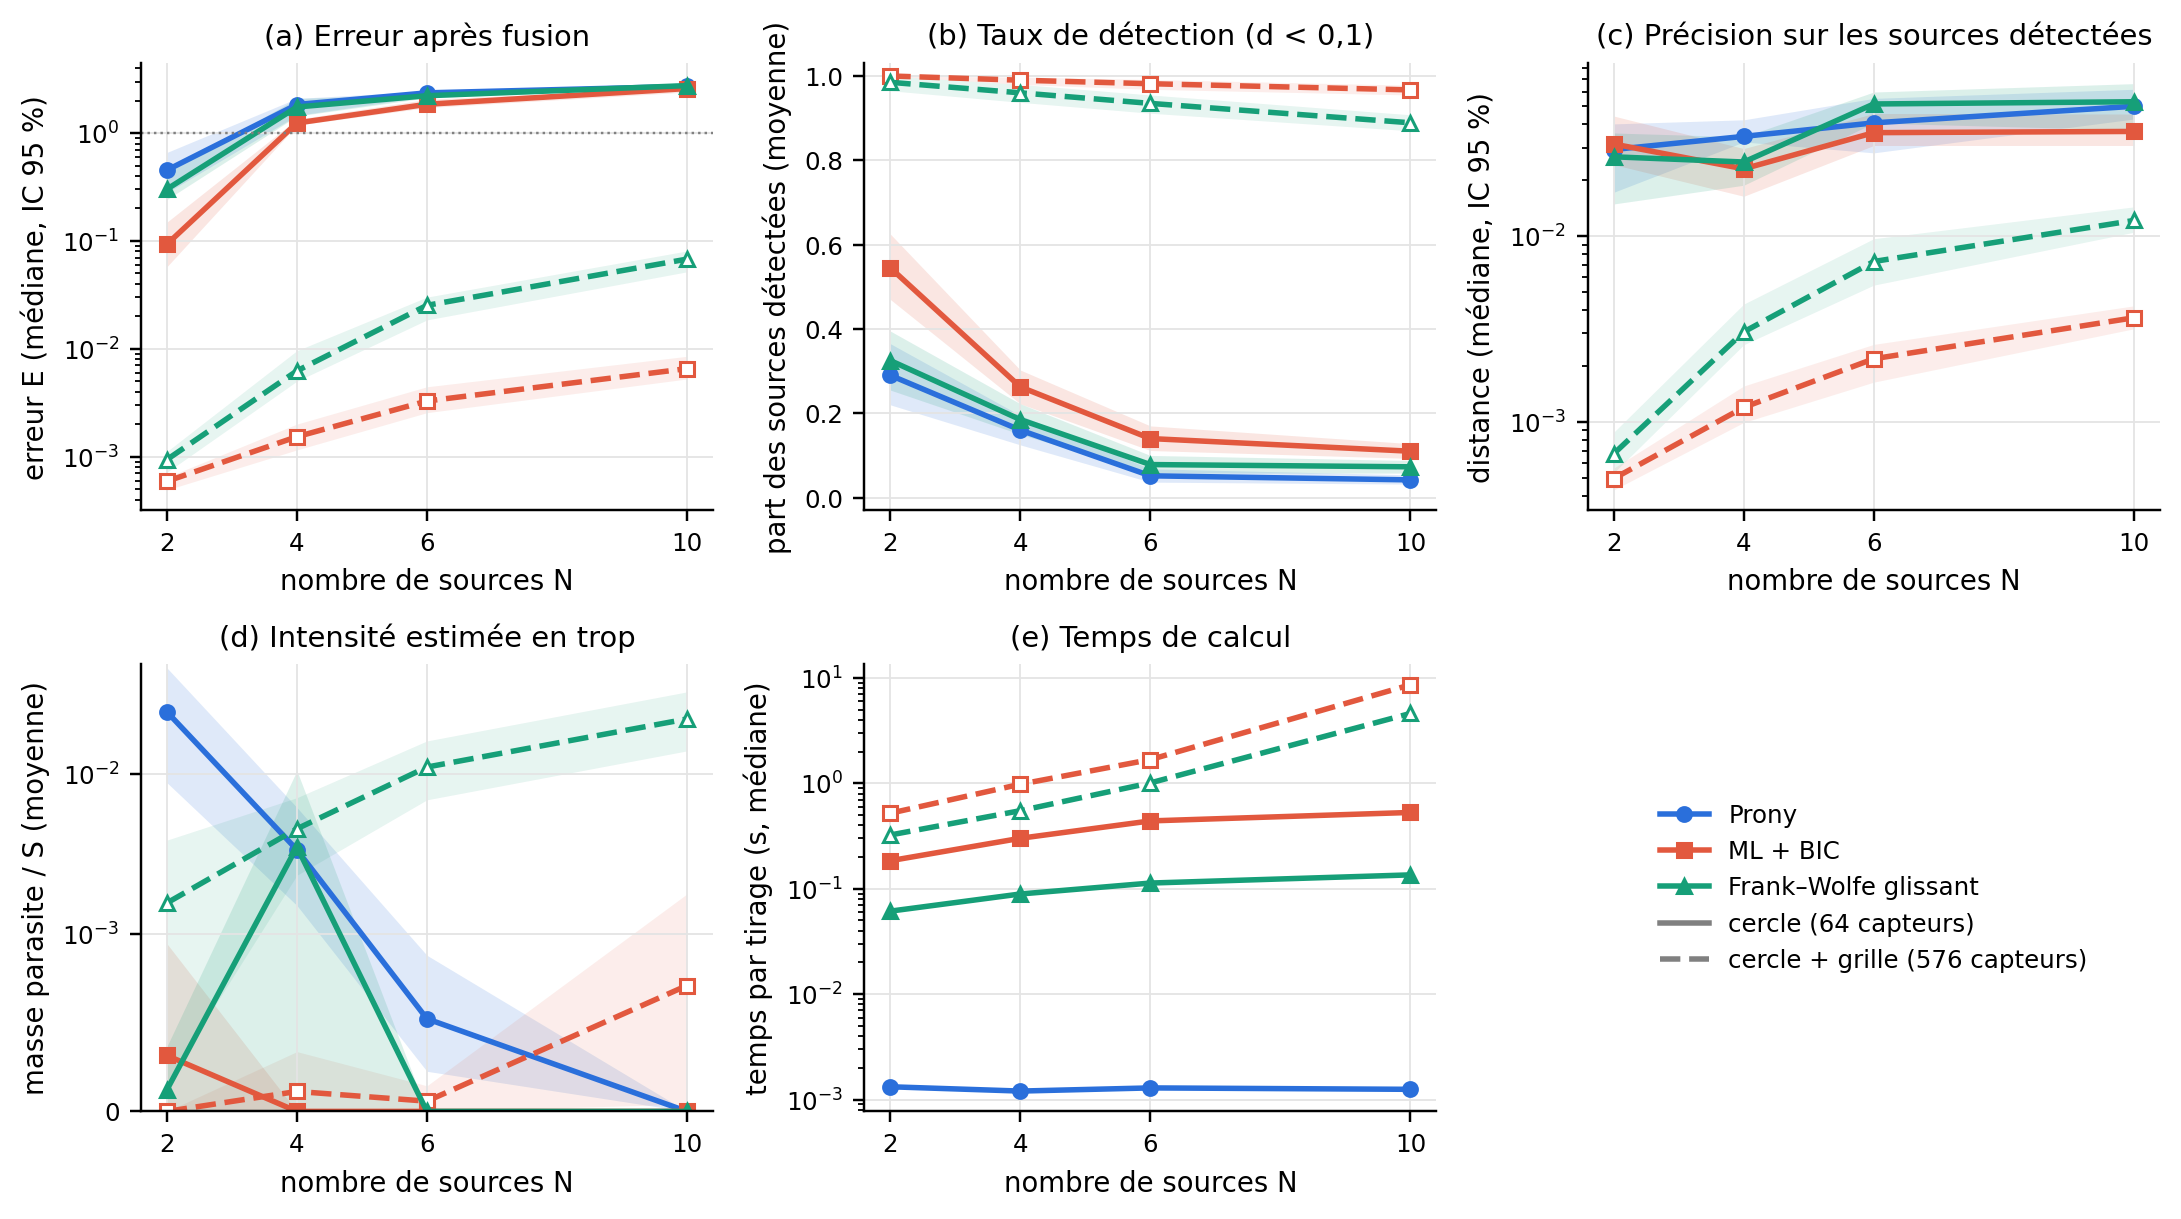 (a) Erreur après fusion
erreur E (médiane, IC 95 %)
10⁰
10⁻¹
10⁻²
10⁻³
2 4 6 10
nombre de sources N
(b) Taux de détection (d < 0,1)
part des sources détectées (moyenne)
1.0
0.8
0.6
0.4
0.2
0.0
2 4 6 10
nombre de sources N
(c) Précision sur les sources détectées
distance (médiane, IC 95 %)
10⁻²
10⁻³
2 4 6 10
nombre de sources N
(d) Intensité estimée en trop
masse parasite / S (moyenne)
10⁻²
10⁻³
0
2 4 6 10
nombre de sources N
(e) Temps de calcul
temps par tirage (s, médiane)
10¹
10⁰
10⁻¹
10⁻²
10⁻³
2 4 6 10
nombre de sources N
Prony
ML + BIC
Frank–Wolfe glissant
cercle (64 capteurs)
cercle + grille (576 capteurs)